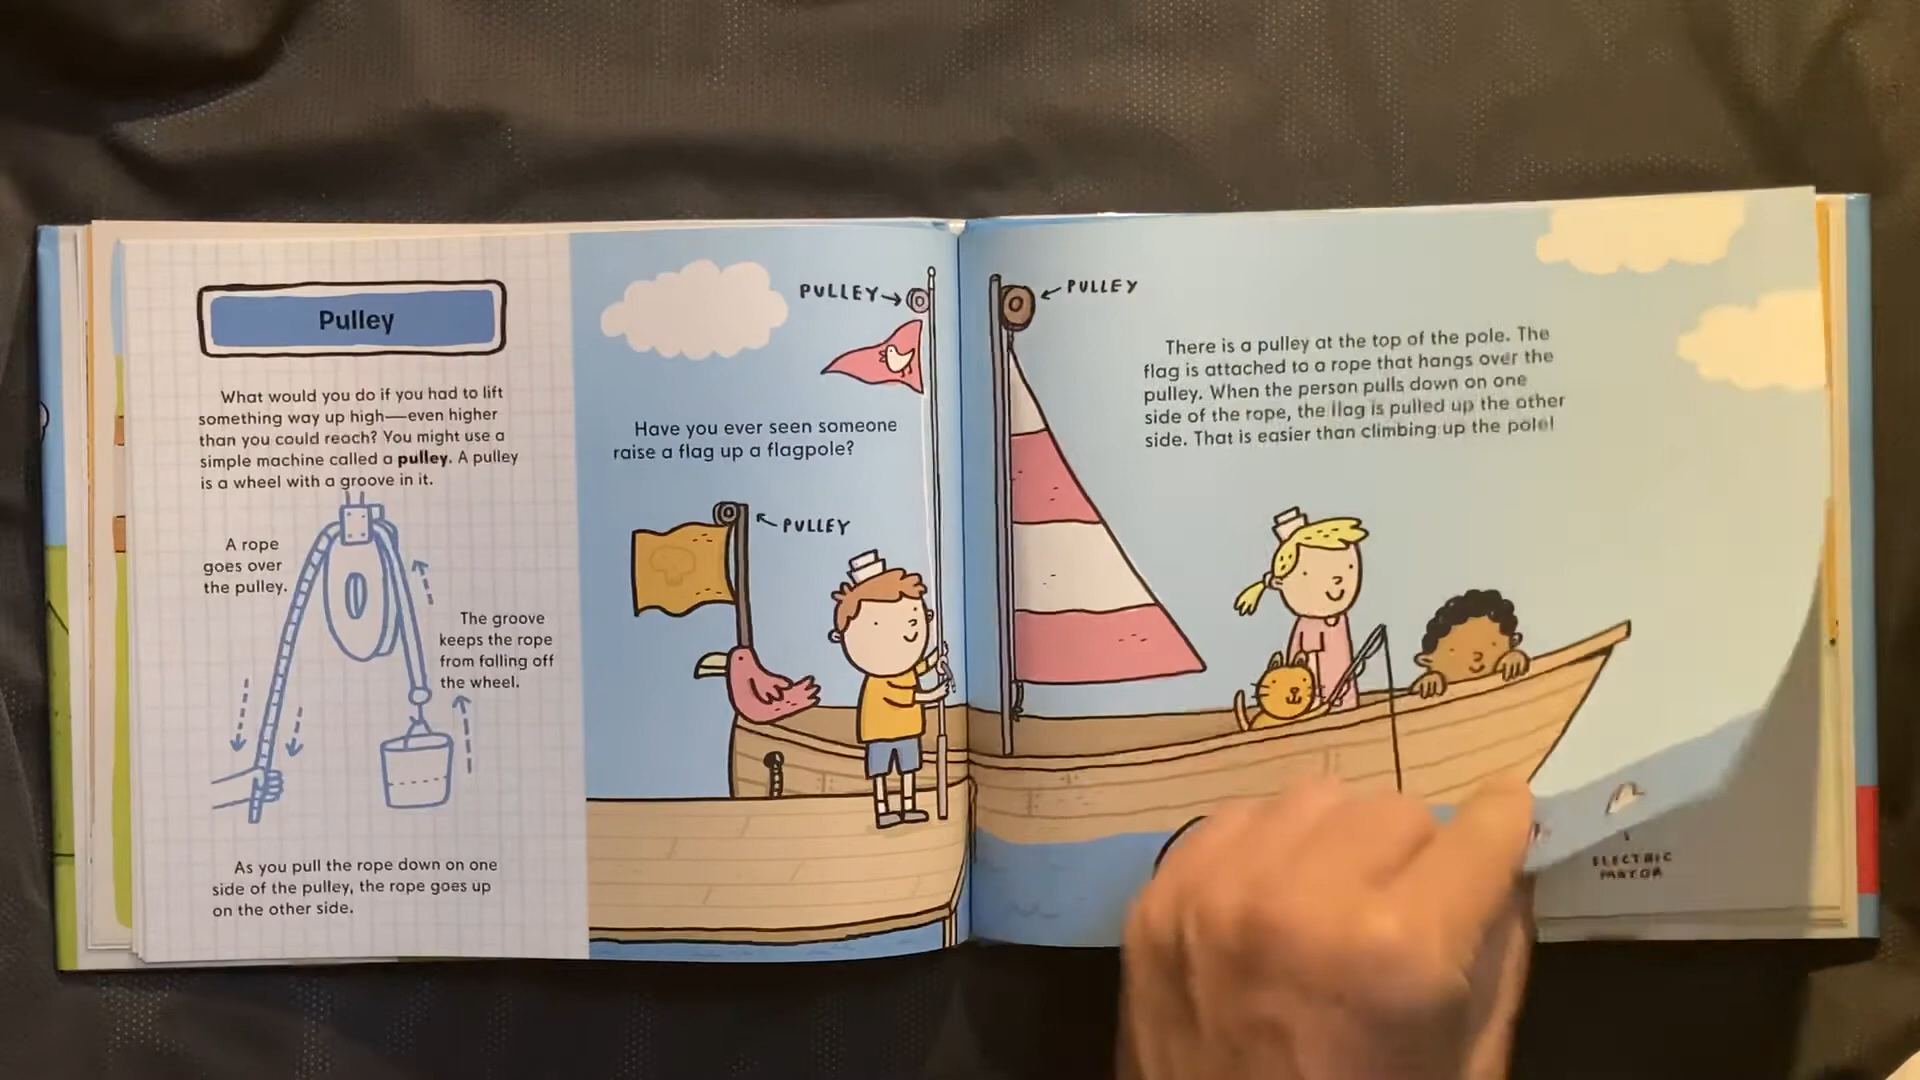 Pulley
What would you do if you had to lift
something way up high—even higher
than you could reach? You might use a
simple machine called a pulley. A pulley
is a wheel with a groove in it.
A rope
goes over
the pulley.
The groove
keeps the rope
from falling off
the wheel.
As you pull the rope down on one
side of the pulley, the rope goes up
on the other side.
PULLEY
Have you ever seen someone
raise a flag up a flagpole?
PULLEY
PULLEY
There is a pulley at the top of the pole. The
flag is attached to a rope that hangs over the
pulley. When the person pulls down on one
side of the rope, the flag is pulled up the other
side. That is easier than climbing up the pole!
ELECTRIC
MOTOR